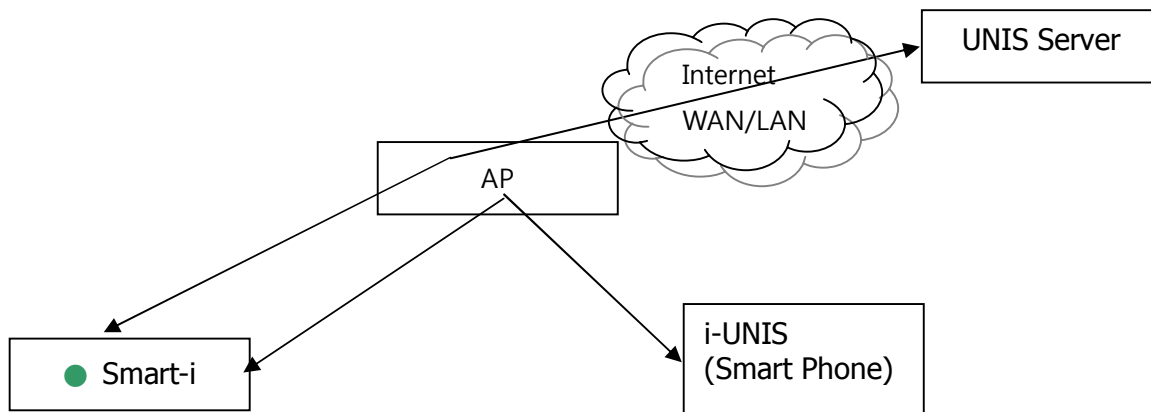 UNIS Server
Internet
WAN/LAN
AP
Smart-i
i-UNIS
(Smart Phone)